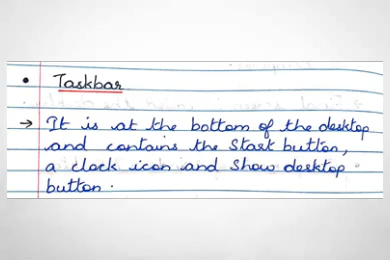 • Taskbar
→ It is at the bottom of the desktop
and contains the Start button,
a clock icon and Show desktop
button.